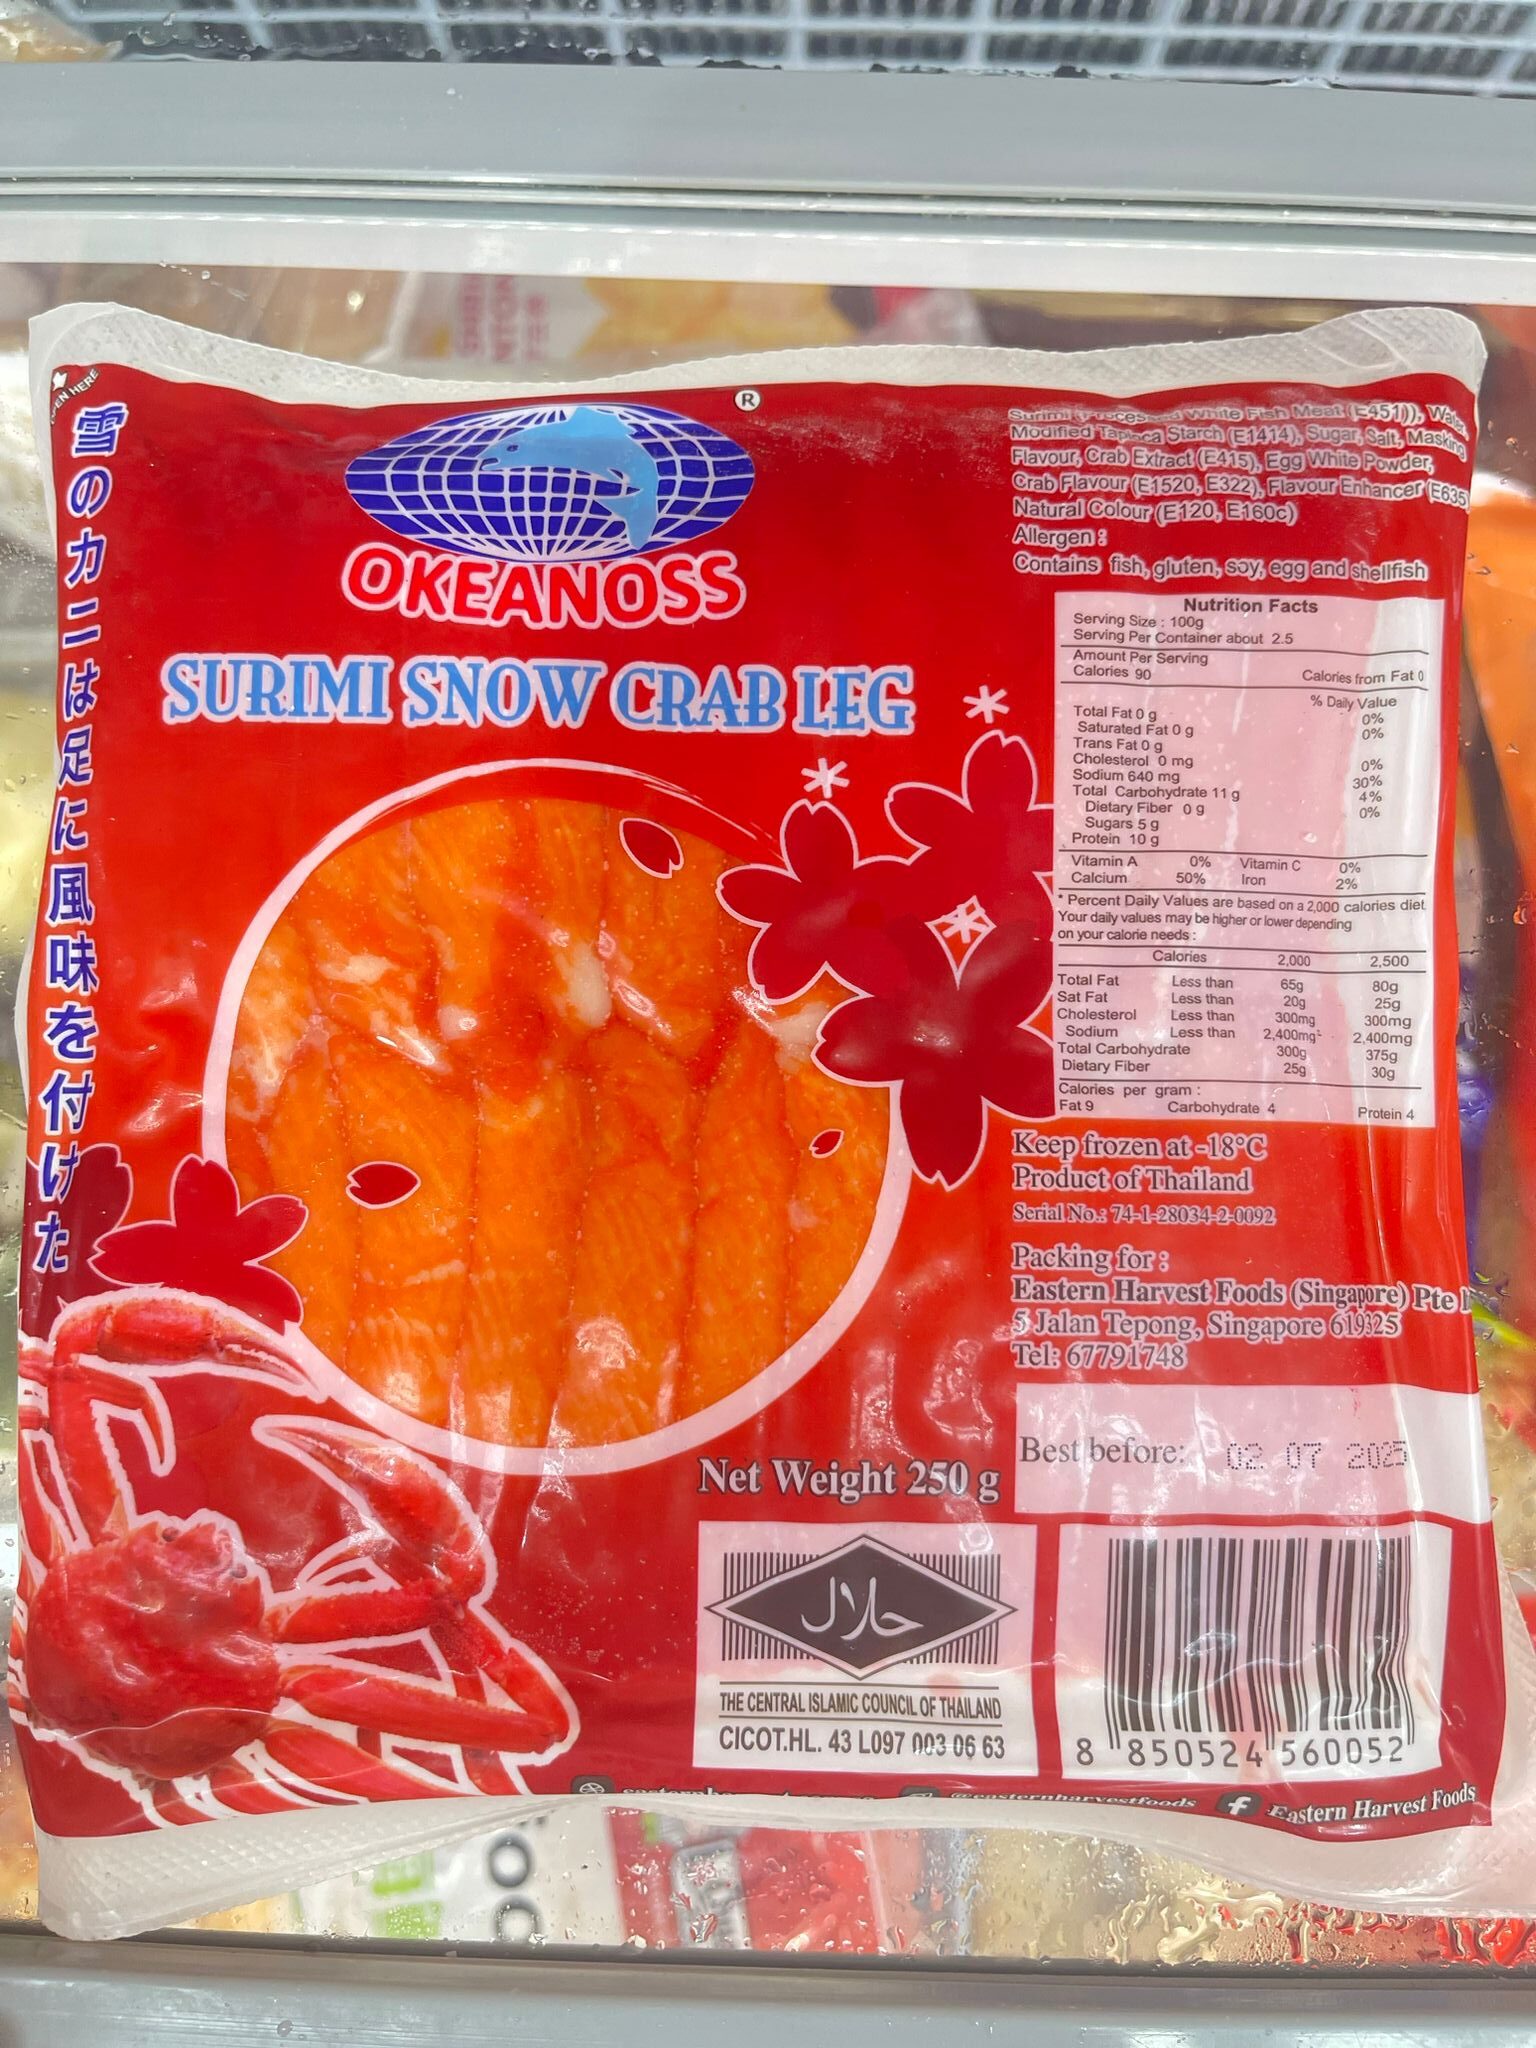 OPEN HERE
雪のカニは足に風味を付けた
®
OKEANOSS
SURIMI SNOW CRAB LEG
Surimi (Processed White Fish Meat (E451)), Water,
Modified Tapioca Starch (E1414), Sugar, Salt, Masking
Flavour, Crab Extract (E415), Egg White Powder,
Crab Flavour (E1520, E322), Flavour Enhancer (E635)
Natural Colour (E120, E160c)
Allergen :
Contains fish, gluten, soy, egg and shellfish
Nutrition Facts
Serving Size : 100g
Serving Per Container about 2.5
Amount Per Serving
Calories 90 Calories from Fat 0
% Daily Value
Total Fat 0 g 0%
Saturated Fat 0 g 0%
Trans Fat 0 g
Cholesterol 0 mg 0%
Sodium 640 mg 30%
Total Carbohydrate 11 g 4%
Dietary Fiber 0 g 0%
Sugars 5 g
Protein 10 g
Vitamin A 0% Vitamin C 0%
Calcium 50% Iron 2%
* Percent Daily Values are based on a 2,000 calories diet.
Your daily values may be higher or lower depending
on your calorie needs :
Calories 2,000 2,500
Total Fat Less than 65g 80g
Sat Fat Less than 20g 25g
Cholesterol Less than 300mg 300mg
Sodium Less than 2,400mg 2,400mg
Total Carbohydrate 300g 375g
Dietary Fiber 25g 30g
Calories per gram :
Fat 9 Carbohydrate 4 Protein 4
Keep frozen at -18°C
Product of Thailand
Serial No.: 74-1-28034-2-0092
Packing for :
Eastern Harvest Foods (Singapore) Pte
5 Jalan Tepong, Singapore 619325
Tel: 67791748
Best before: 02 07 2025
Net Weight 250 g
حلال
THE CENTRAL ISLAMIC COUNCIL OF THAILAND
CICOT.HL. 43 L097 003 06 63
8 850524 560052
@easternharvestfoods
Eastern Harvest Foods